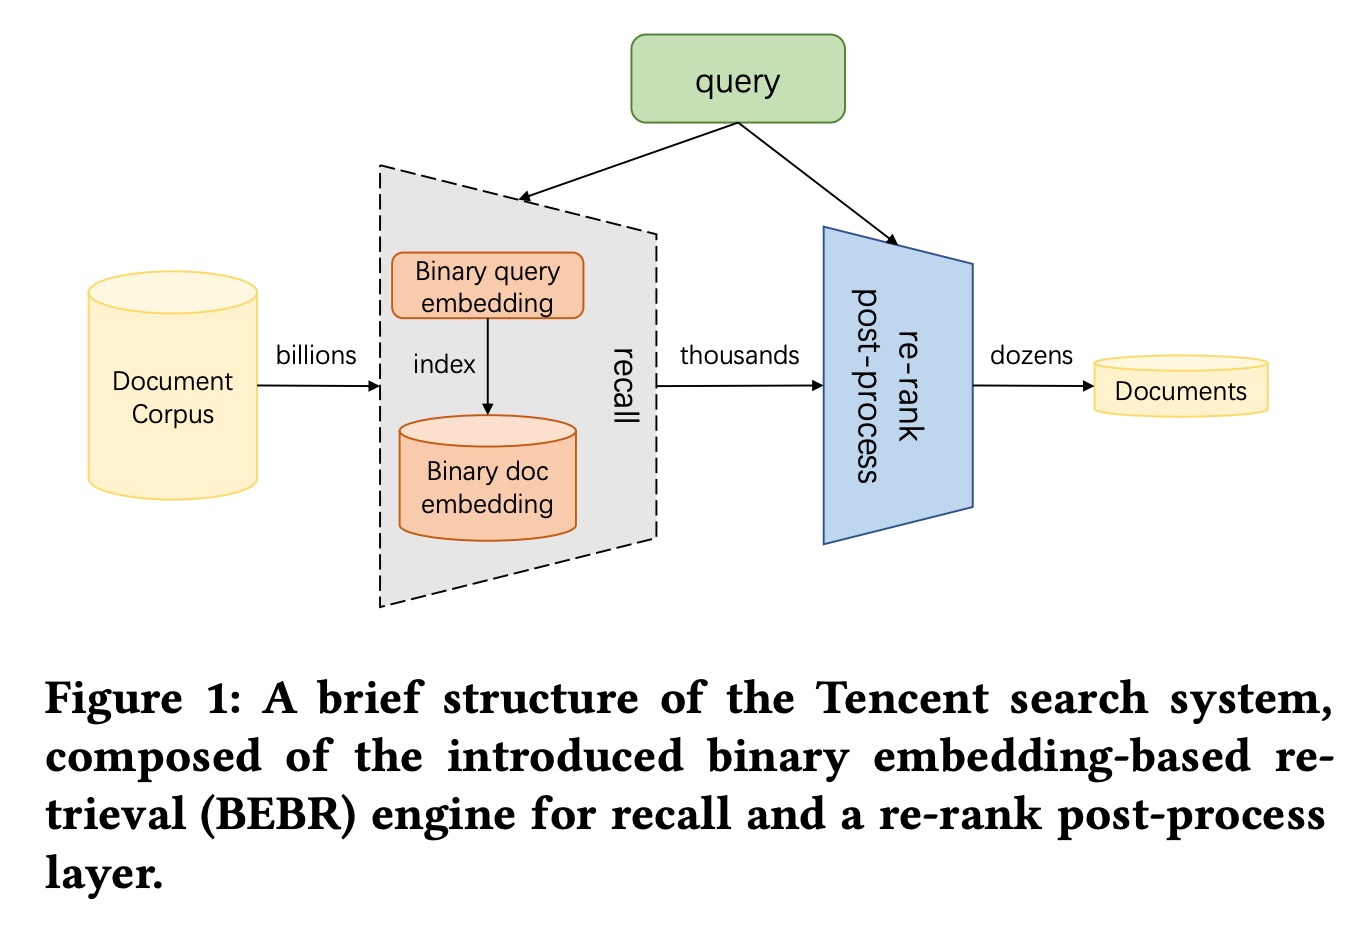 query
Document
Corpus
billions
Binary query
embedding
index
Binary doc
embedding
recall
thousands
re-rank
post-process
dozens
Documents
Figure 1: A brief structure of the Tencent search system,
composed of the introduced binary embedding-based re-
trieval (BEBR) engine for recall and a re-rank post-process
layer.